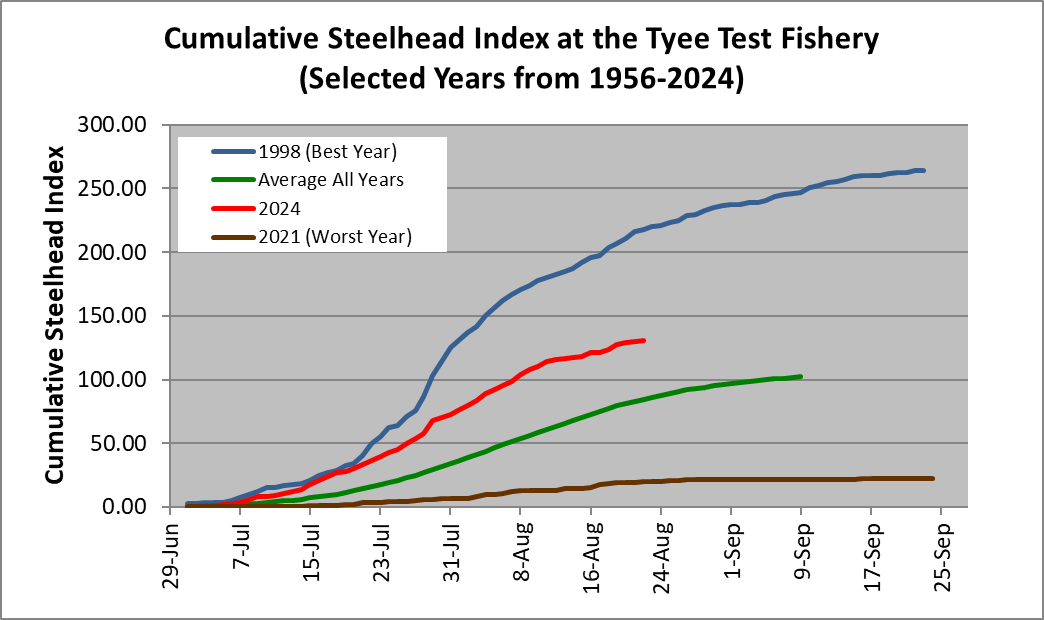 Cumulative Steelhead Index at the Tyee Test Fishery
(Selected Years from 1956-2024)
Cumulative Steelhead Index
300.00
250.00
200.00
150.00
100.00
50.00
0.00
1998 (Best Year)
Average All Years
2024
2021 (Worst Year)
29-Jun
7-Jul
15-Jul
23-Jul
31-Jul
8-Aug
16-Aug
24-Aug
1-Sep
9-Sep
17-Sep
25-Sep